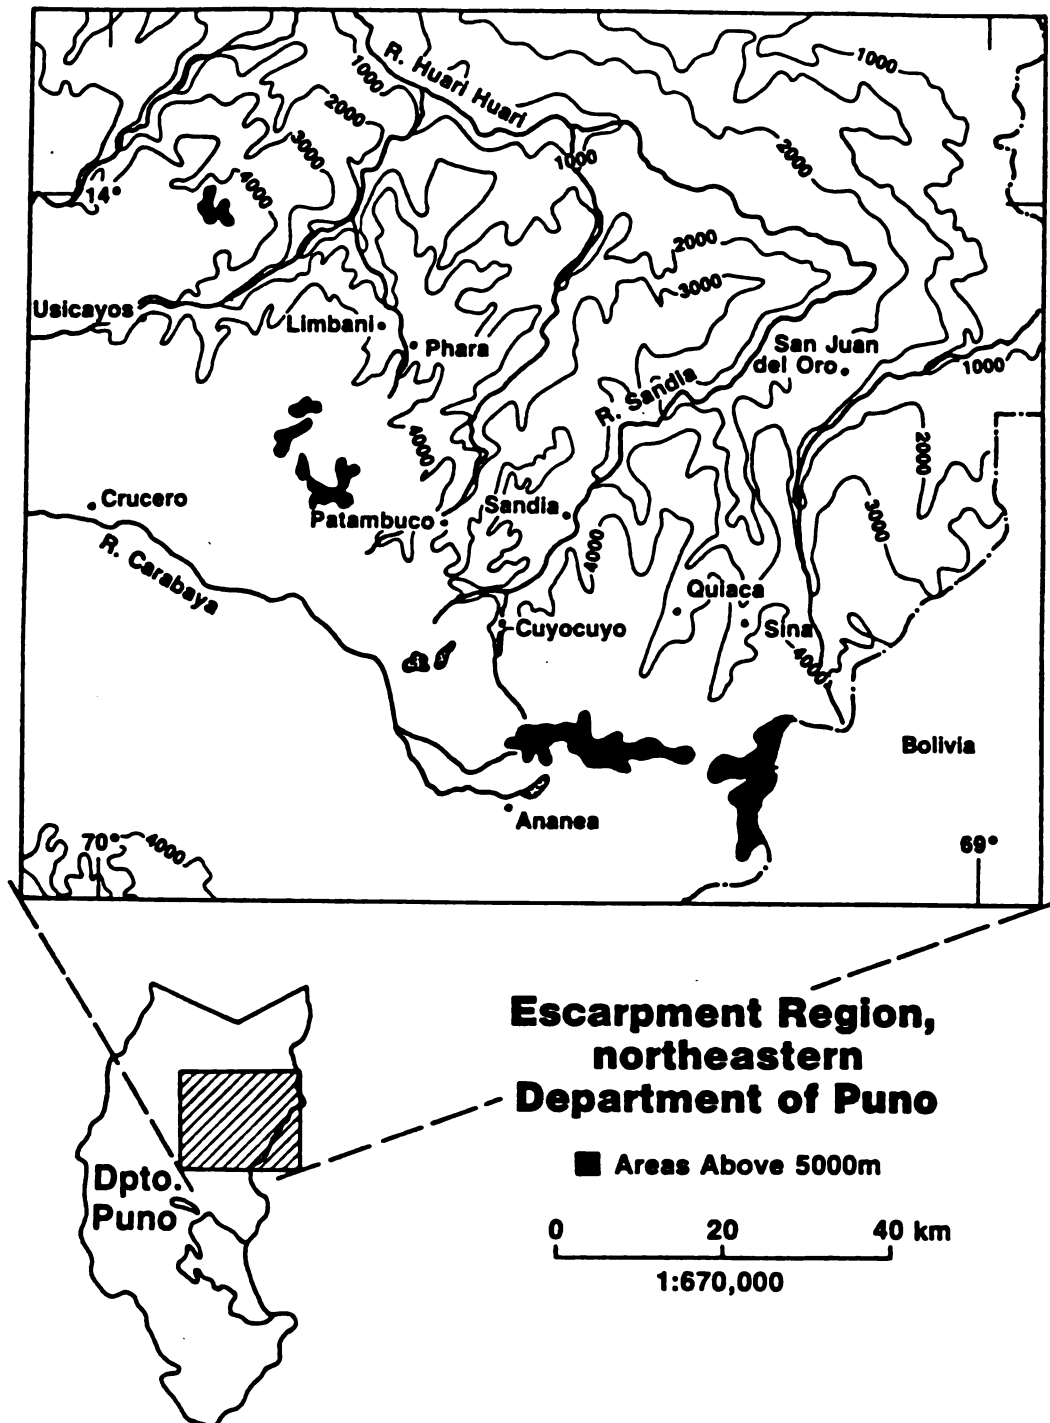 R. Huari Huari
1000
1000
2000
3000
4000
14°
1000
2000
2000
3000
Usicayos
Limbani
Phara
San Juan
del Oro
1000
R. Sandia
4000
2000
3000
Crucero
Patambuco
Sandia
R. Carabaya
4000
Quiaca
Cuyocuyo
Sina
4000
Bolivia
Ananea
70°
4000
69°
Escarpment Region,
northeastern
Department of Puno
Areas Above 5000m
Dpto.
Puno
0 20 40 km
1:670,000